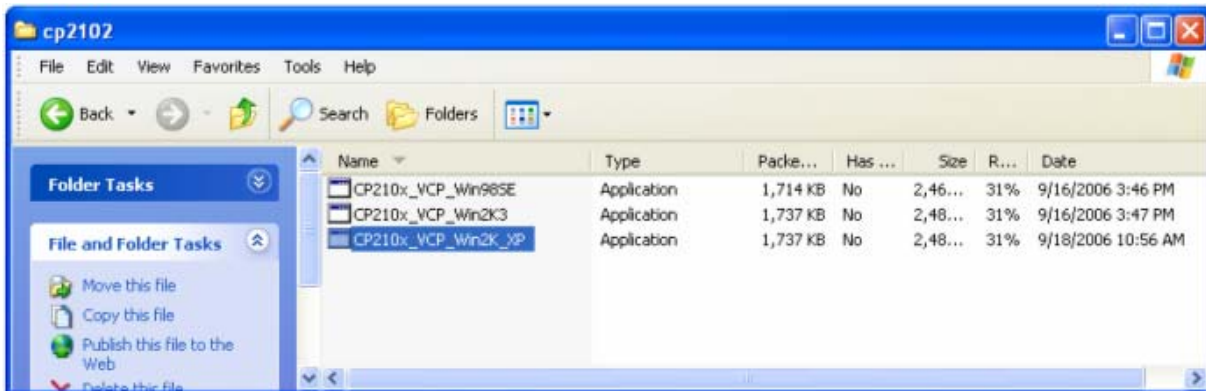 cp2102
File Edit View Favorites Tools Help
Back Search Folders
Name Type Packe... Has ... Size R... Date
CP210x_VCP_Win98SE Application 1,714 KB No 2,46... 31% 9/16/2006 3:46 PM
CP210x_VCP_Win2K3 Application 1,737 KB No 2,48... 31% 9/16/2006 3:47 PM
CP210x_VCP_Win2K_XP Application 1,737 KB No 2,48... 31% 9/18/2006 10:56 AM
Folder Tasks
File and Folder Tasks
Move this file
Copy this file
Publish this file to the
Web
Delete this file